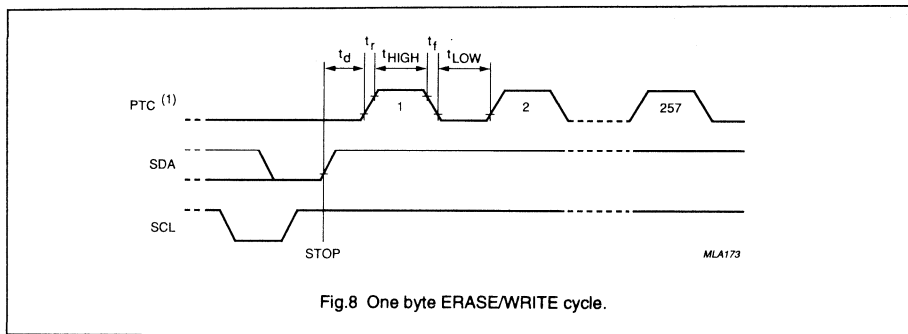 td tr tHIGH tf tLOW
PTC (1) 1 2 257
SDA
SCL
STOP
MLA173
Fig.8 One byte ERASE/WRITE cycle.